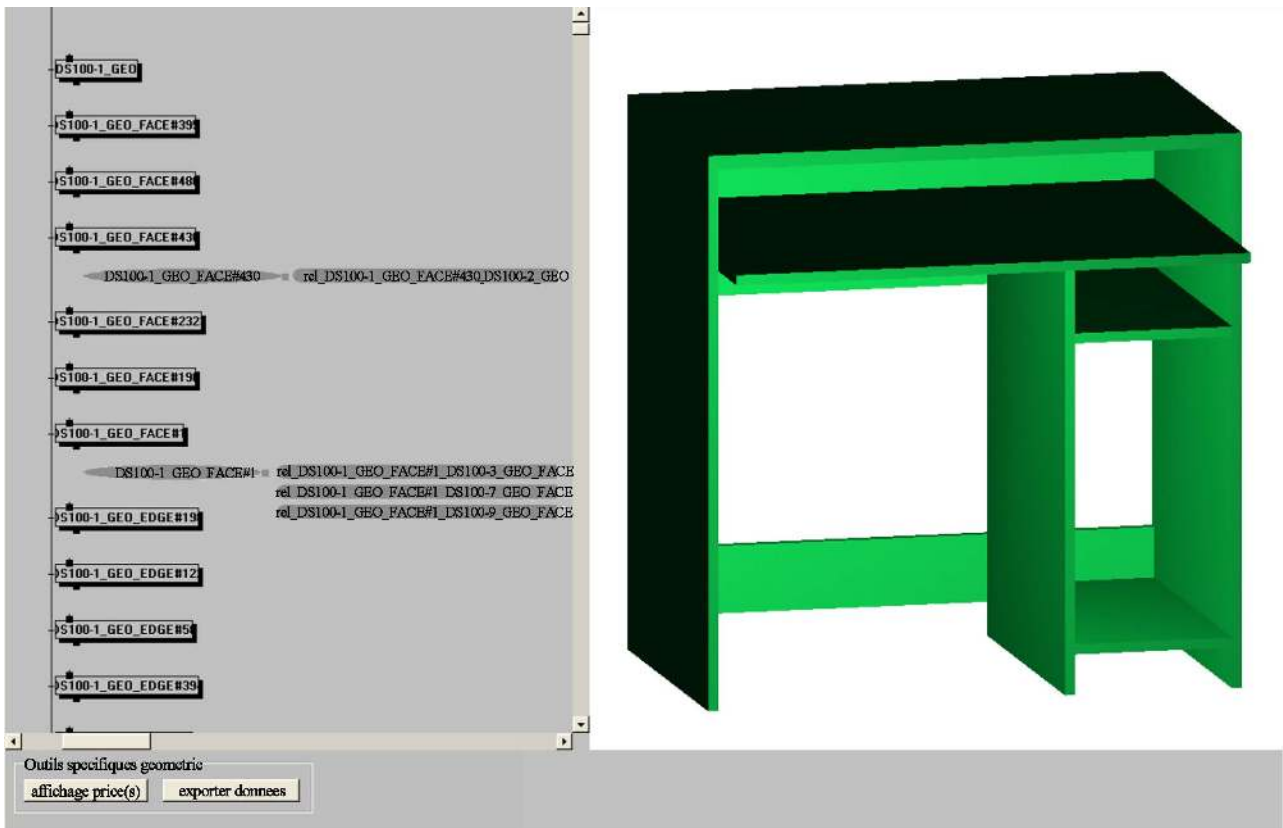 DS100-1_GEO
S100-1_GEO_FACE#39
S100-1_GEO_FACE#48
S100-1_GEO_FACE#43
DS100-1_GEO_FACE#430 rel_DS100-1_GEO_FACE#430_DS100-2_GEO
S100-1_GEO_FACE#232
S100-1_GEO_FACE#19
S100-1_GEO_FACE#1
DS100-1_GEO_FACE#1 rel_DS100-1_GEO_FACE#1_DS100-3_GEO_FACE
rel_DS100-1_GEO_FACE#1_DS100-7_GEO_FACE
rel_DS100-1_GEO_FACE#1_DS100-9_GEO_FACE
S100-1_GEO_EDGE#19
S100-1_GEO_EDGE#12
S100-1_GEO_EDGE#5
S100-1_GEO_EDGE#39
Outils specifiques geometrie
affichage price(s) exporter donnees